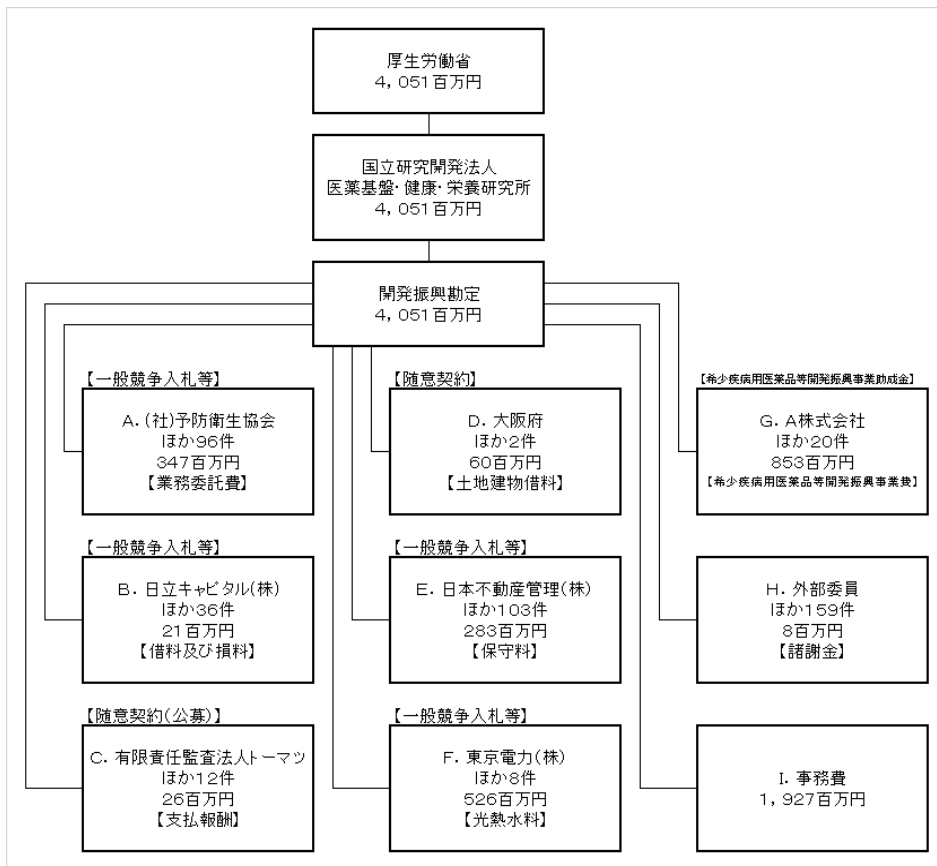 厚生労働省
4，051百万円
国立研究開発法人
医薬基盤・健康・栄養研究所
4，051百万円
開発振興勘定
4，051百万円
【一般競争入札等】
A．(社)予防衛生協会
ほか96件
347百万円
【業務委託費】
【随意契約】
D．大阪府
ほか2件
60百万円
【土地建物借料】
【希少疾病用医薬品等開発振興事業助成金】
G．A株式会社
ほか20件
853百万円
【希少疾病用医薬品等開発振興事業費】
【一般競争入札等】
B．日立キャピタル(株)
ほか36件
21百万円
【借料及び損料】
【一般競争入札等】
E．日本不動産管理(株)
ほか103件
283百万円
【保守料】
H．外部委員
ほか159件
8百万円
【諸謝金】
【随意契約(公募)】
C．有限責任監査法人トーマツ
ほか12件
26百万円
【支払報酬】
【一般競争入札等】
F．東京電力(株)
ほか8件
526百万円
【光熱水料】
I．事務費
1，927百万円